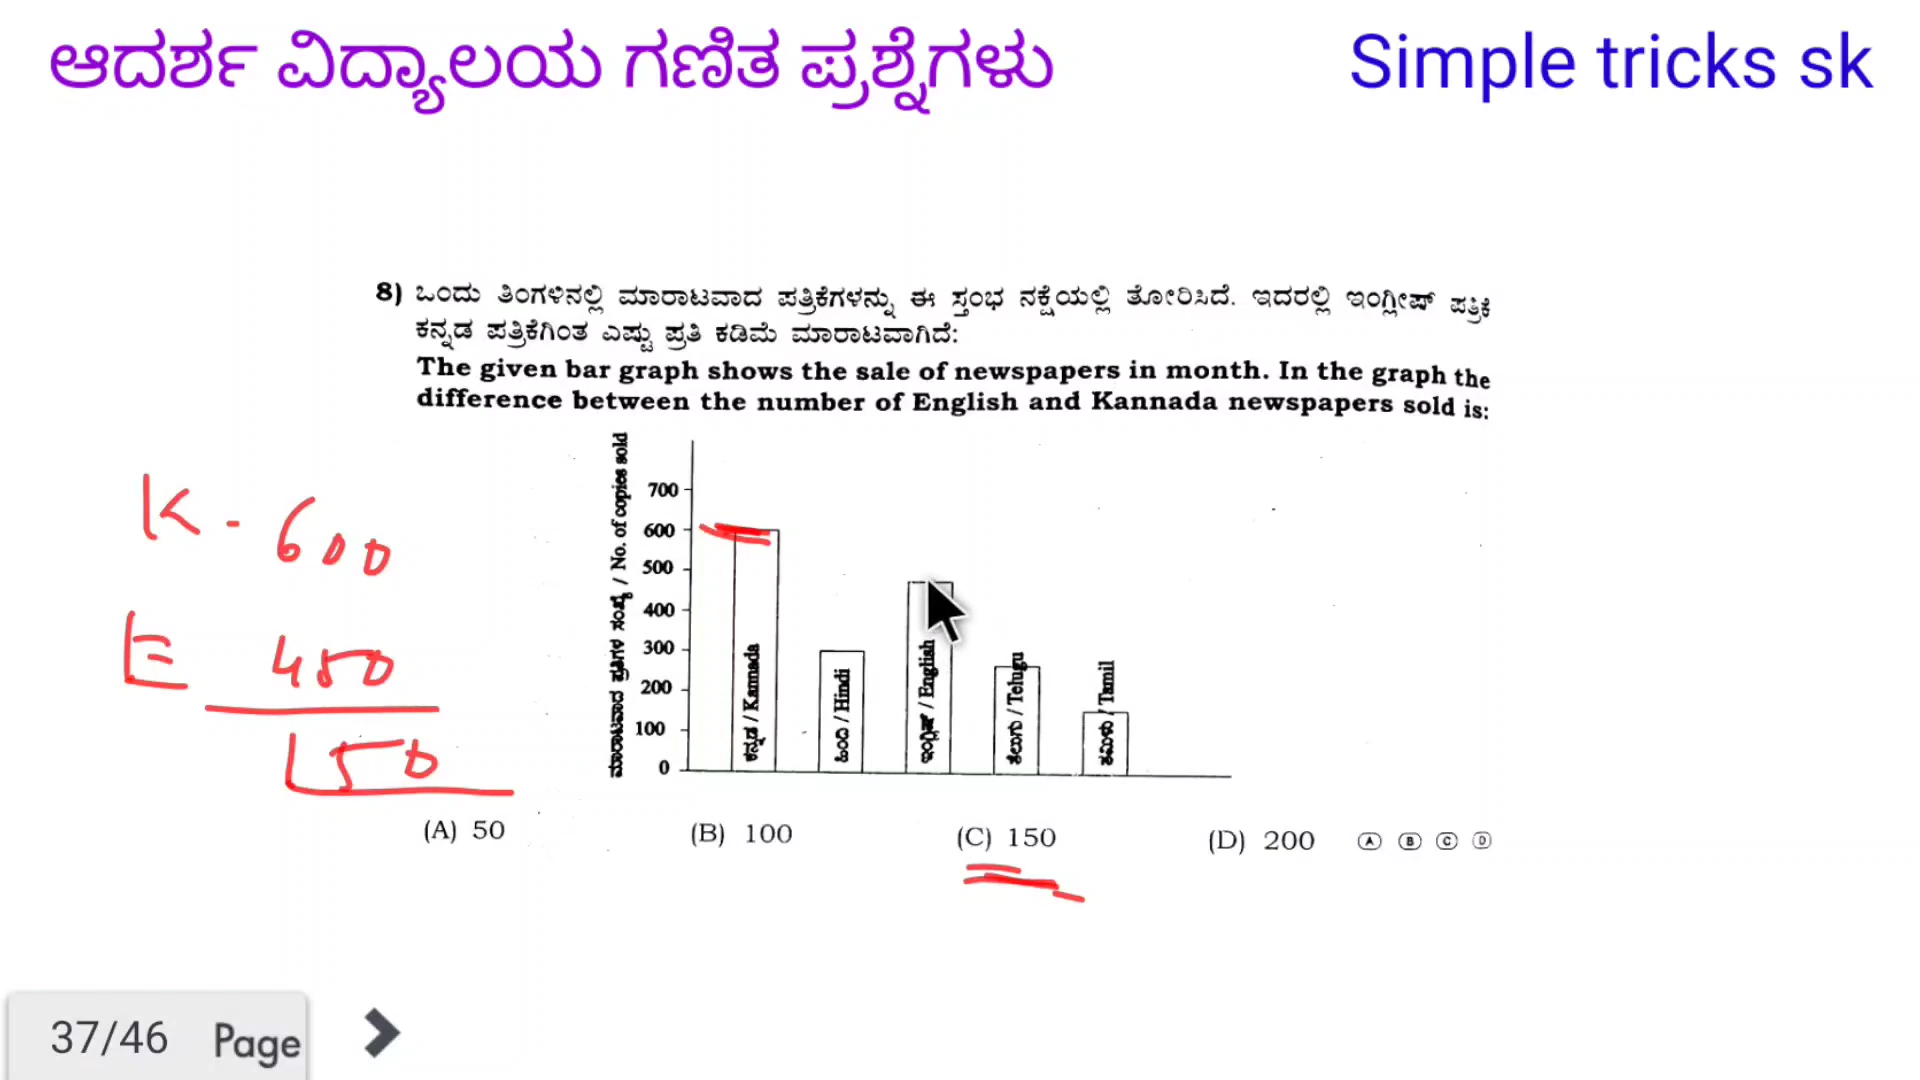 ಆದರ್ಶ ವಿದ್ಯಾಲಯ ಗಣಿತ ಪ್ರಶ್ನೆಗಳು
Simple tricks sk
8) ಒಂದು ತಿಂಗಳಿನಲ್ಲಿ ಮಾರಾಟವಾದ ಪತ್ರಿಕೆಗಳನ್ನು ಈ ಸ್ತಂಭ ನಕ್ಷೆಯಲ್ಲಿ ತೋರಿಸಿದೆ. ಇದರಲ್ಲಿ ಇಂಗ್ಲೀಷ್ ಪತ್ರಿಕೆ
ಕನ್ನಡ ಪತ್ರಿಕೆಗಿಂತ ಎಷ್ಟು ಪ್ರತಿ ಕಡಿಮೆ ಮಾರಾಟವಾಗಿದೆ:
The given bar graph shows the sale of newspapers in month. In the graph the
difference between the number of English and Kannada newspapers sold is:
ಮಾರಾಟವಾದ ಪ್ರತಿಗಳ ಸಂಖ್ಯೆ / No. of copies sold
700
600
500
400
300
200
100
0
ಕನ್ನಡ / Kannada
ಹಿಂದಿ / Hindi
ಇಂಗ್ಲಿಷ್ / English
ತೆಲುಗು / Telugu
ತಮಿಳು / Tamil
K - 600
E 450
150
(A) 50
(B) 100
(C) 150
(D) 200
A B C D
37/46 Page